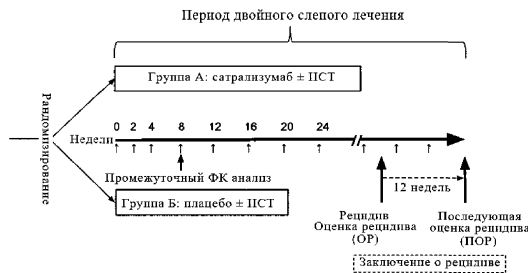 Период двойного слепого лечения
Группа А: сатрализумаб ± ПСТ
Рандомизирование
0 2 4 8 12 16 20 24
Недели
Промежуточный ФК анализ
Группа Б: плацебо ± ПСТ
12 недель
Рецидив
Оценка рецидива
(ОР)
Последующая
оценка рецидива
(ПОР)
Заключение о рецидиве